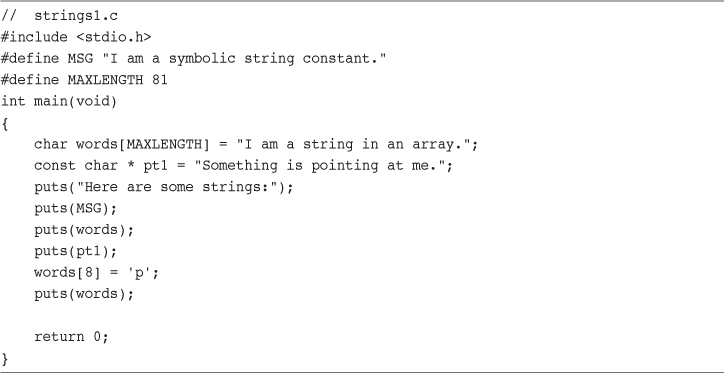 //  strings1.c
#include <stdio.h>
#define MSG "I am a symbolic string constant."
#define MAXLENGTH 81
int main(void)
{
    char words[MAXLENGTH] = "I am a string in an array.";
    const char * pt1 = "Something is pointing at me.";
    puts("Here are some strings:");
    puts(MSG);
    puts(words);
    puts(pt1);
    words[8] = 'p';
    puts(words);

    return 0;
}